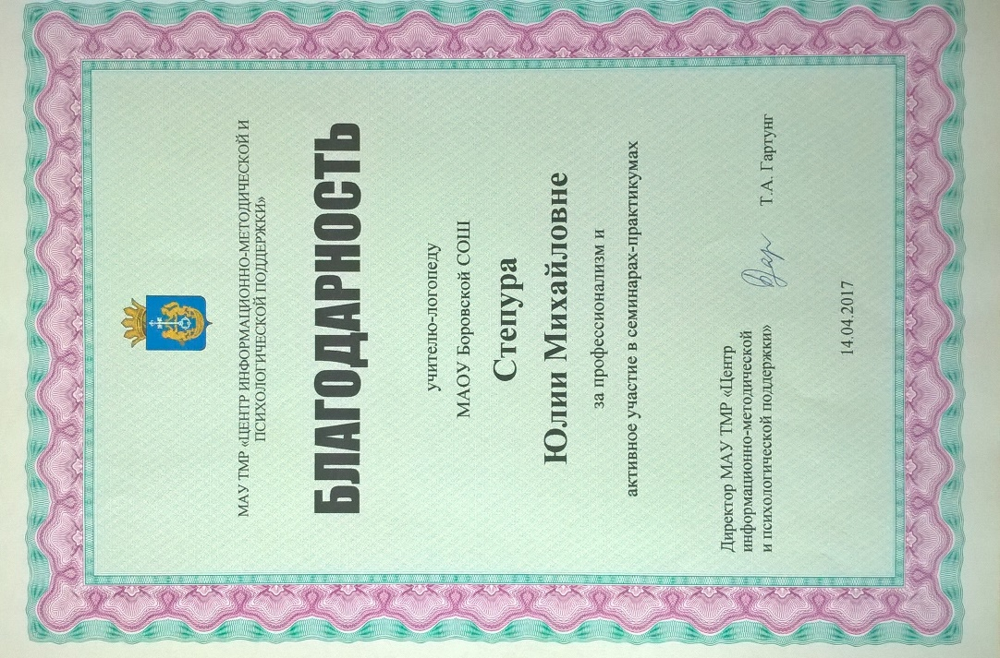 МАУ ТМР «ЦЕНТР ИНФОРМАЦИОННО-МЕТОДИЧЕСКОЙ И
ПСИХОЛОГИЧЕСКОЙ ПОДДЕРЖКИ»
БЛАГОДАРНОСТЬ
учителю-логопеду
МАОУ Боровской СОШ
Степура
Юлии Михайловне
за профессионализм и
активное участие в семинарах-практикумах
Директор МАУ ТМР «Центр
информационно-методической
и психологической поддержки»
Т.А. Гартунг
14.04.2017